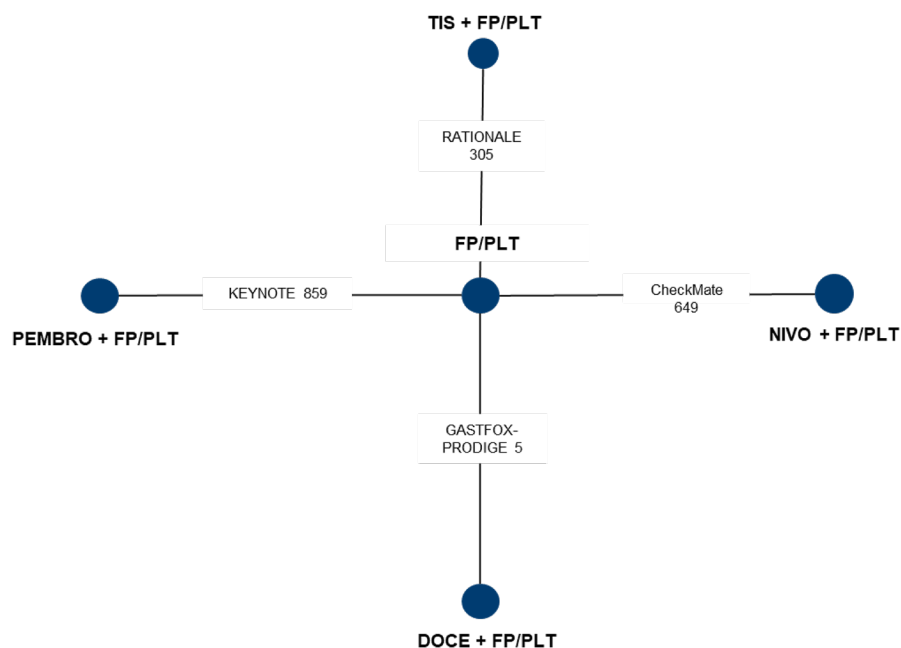 TIS + FP/PLT
RATIONALE
305
FP/PLT
KEYNOTE 859
CheckMate
649
PEMBRO + FP/PLT
NIVO + FP/PLT
GASTFOX-
PRODIGE 5
DOCE + FP/PLT